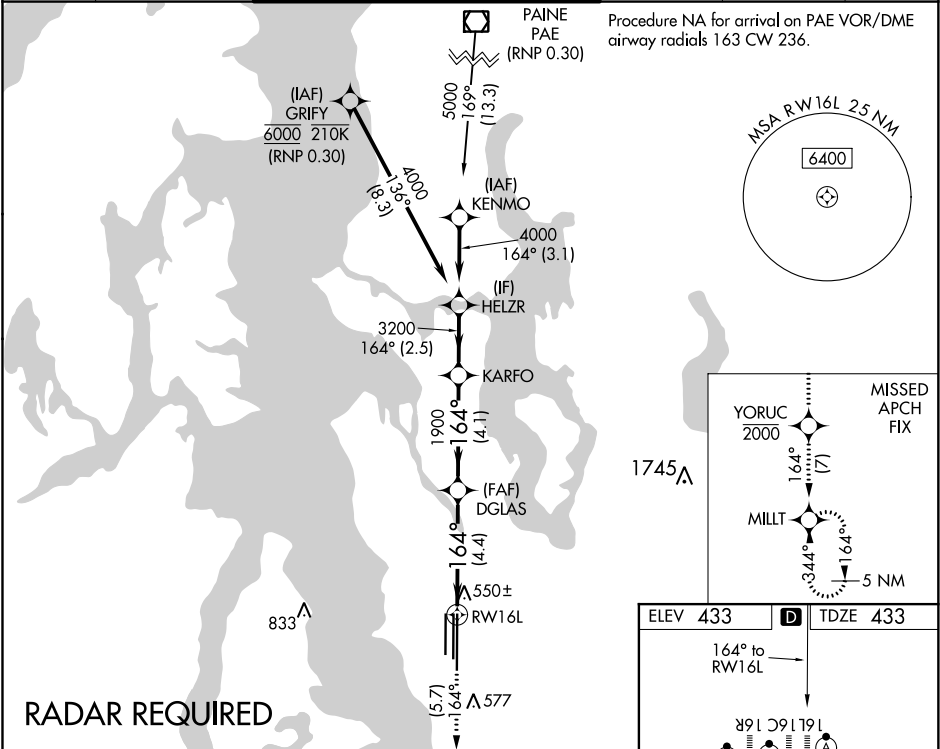 PAINE
PAE
(RNP 0.30)
Procedure NA for arrival on PAE VOR/DME
airway radials 163 CW 236.
5000
169°
(13.3)
(IAF)
GRIFY
6000 210K
(RNP 0.30)
4000
136°
(8.3)
MSA RW16L 25 NM
6400
(IAF)
KENMO
4000
164° (3.1)
(IF)
HELZR
3200
164° (2.5)
KARFO
1900
164°
(4.1)
(FAF)
DGLAS
164°
(4.4)
550±
RW16L
833
1745
577
(5.7)
164°
RADAR REQUIRED
MISSED
APCH
FIX
YORUC
2000
164°
(7)
MILLT
344°
164°
5 NM
ELEV 433
D
TDZE 433
164° to
RW16L
16R 16C 16L
A